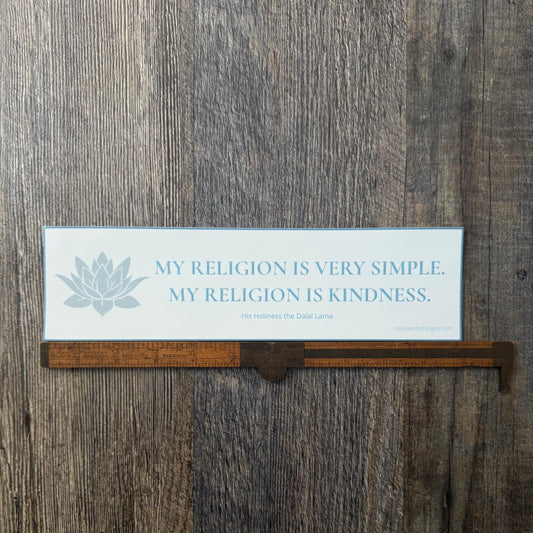 MY RELIGION IS VERY SIMPLE.
MY RELIGION IS KINDNESS.
-His Holiness the Dalai Lama